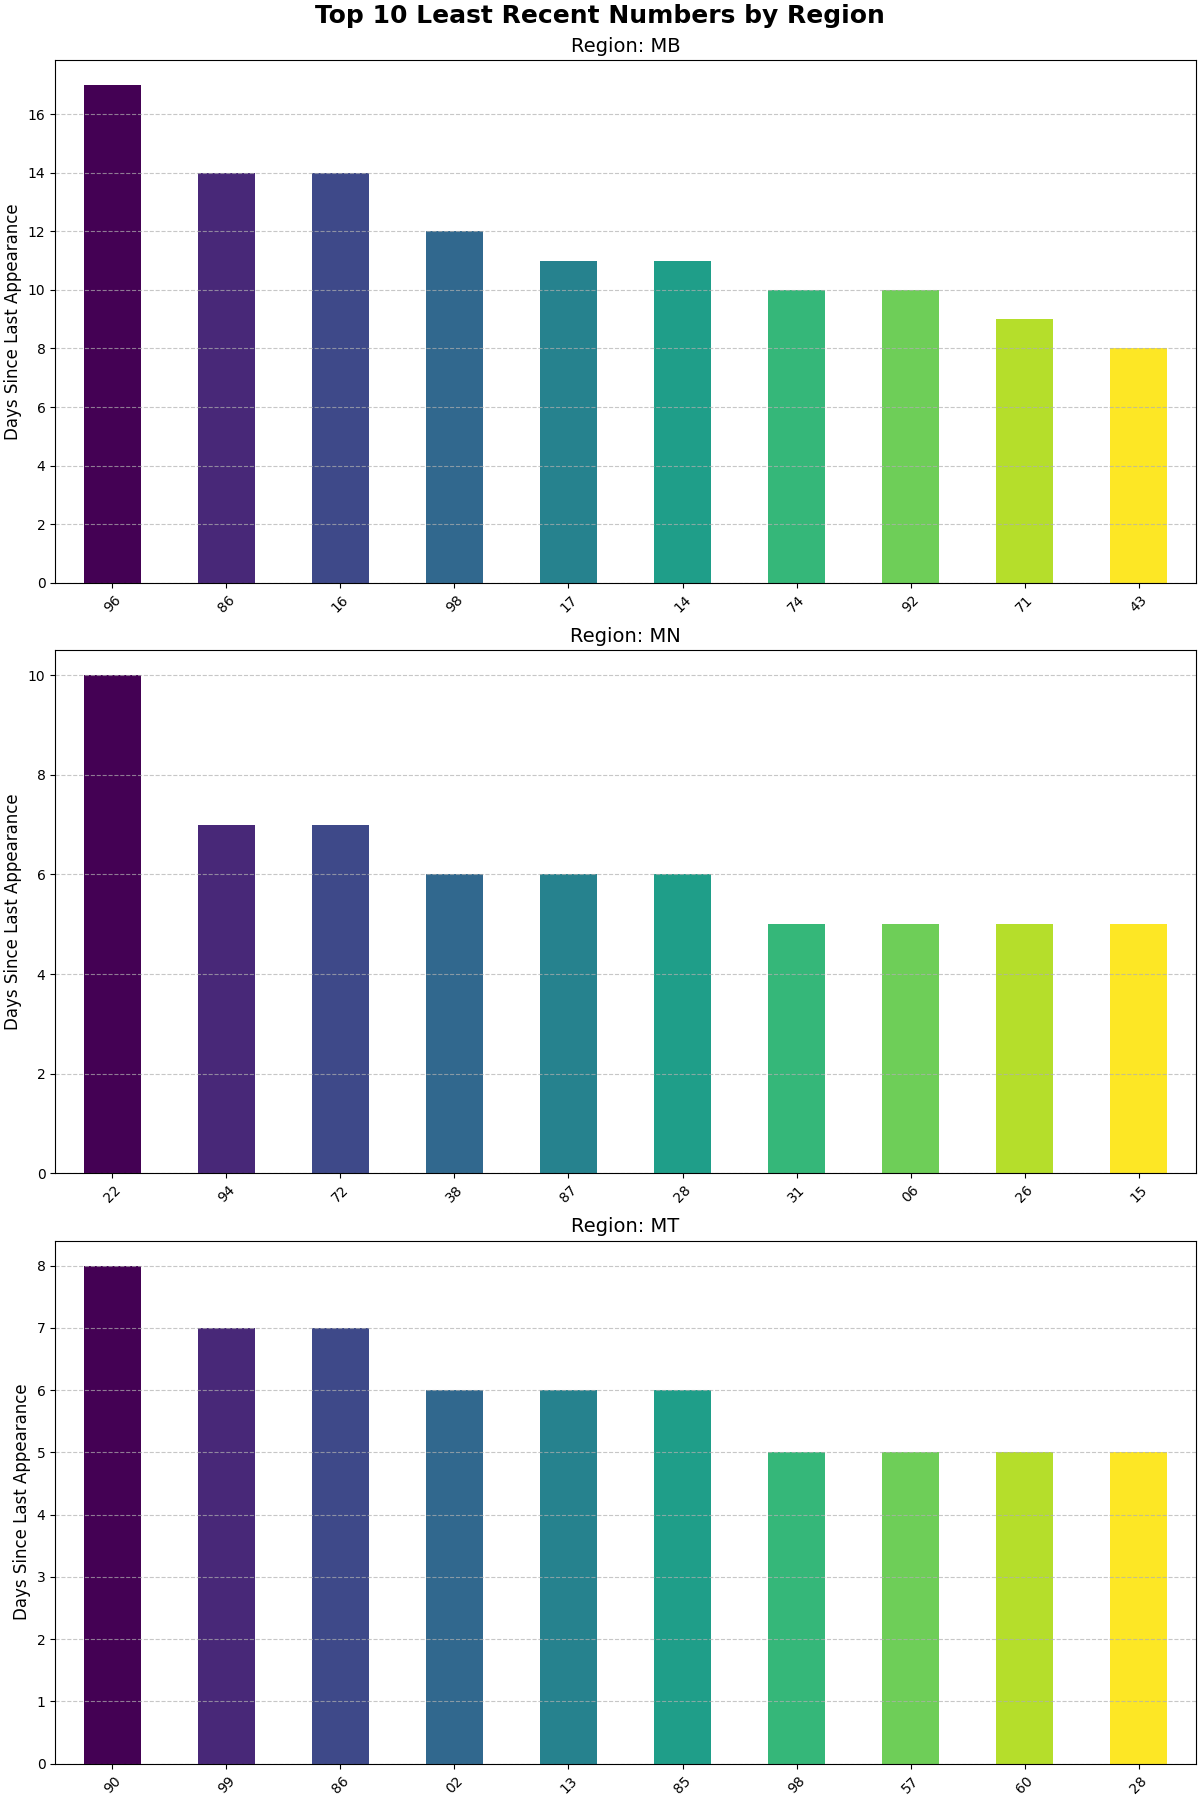 Top 10 Least Recent Numbers by Region
Region: MB
Days Since Last Appearance
16
14
12
10
8
6
4
2
0
96 86 16 98 17 14 74 92 71 43
Region: MN
Days Since Last Appearance
10
8
6
4
2
0
22 94 72 38 87 28 31 06 26 15
Region: MT
Days Since Last Appearance
8
7
6
5
4
3
2
1
0
90 99 86 02 13 85 98 57 60 28